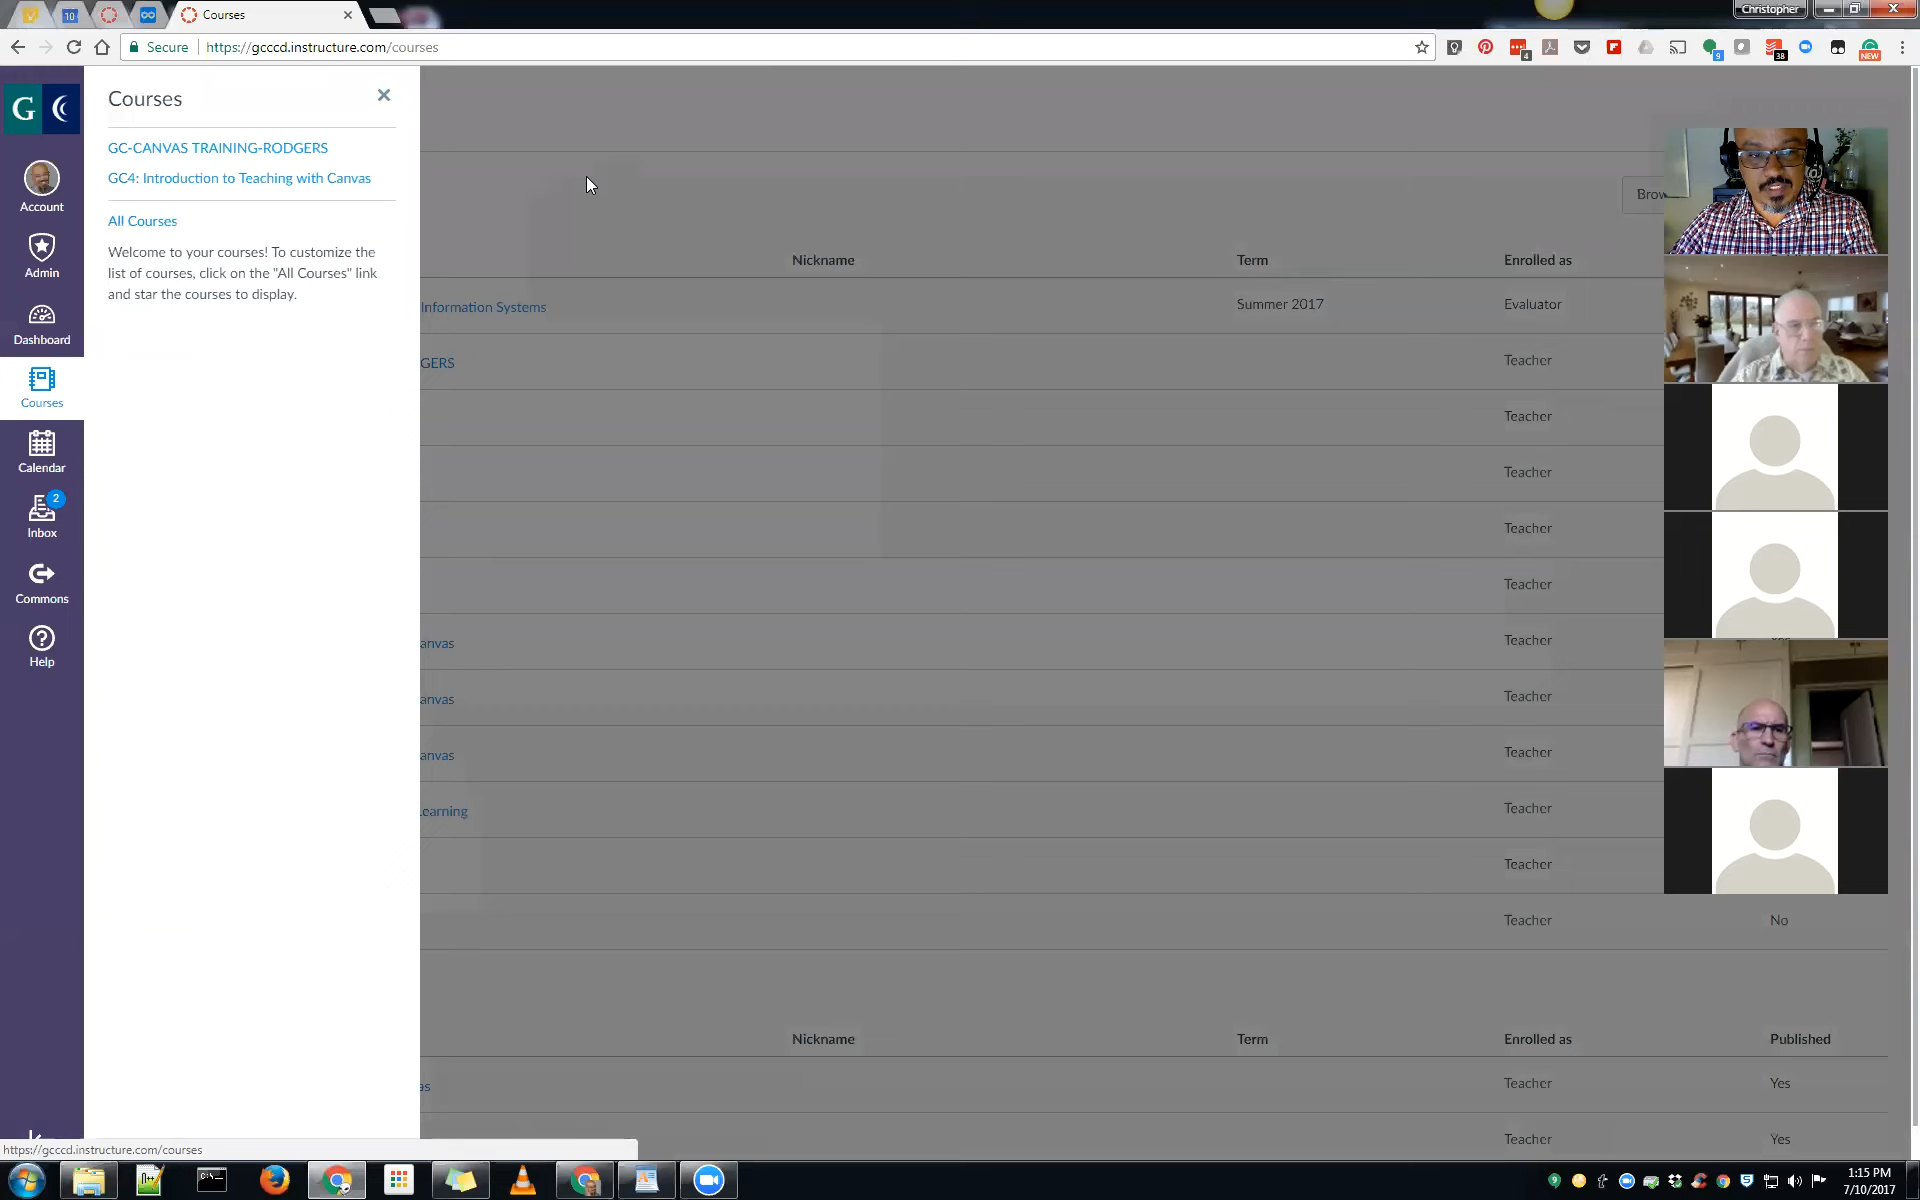 Courses
Christopher
Secure
https://gcccd.instructure.com/courses
4
9
38
NEW
G
Courses
GC-CANVAS TRAINING-RODGERS
GC4: Introduction to Teaching with Canvas
All Courses
Welcome to your courses! To customize the
list of courses, click on the "All Courses" link
and star the courses to display.
Account
Admin
Dashboard
Courses
Calendar
2
Inbox
Commons
Help
Brow
Nickname Term Enrolled as
Information Systems Summer 2017 Evaluator
GERS Teacher
Teacher
Teacher
Teacher
Teacher
anvas Teacher
anvas Teacher
anvas Teacher
Learning Teacher
Teacher
Teacher No
Nickname Term Enrolled as Published
as Teacher Yes
Teacher Yes
https://gcccd.instructure.com/courses
1:15 PM
7/10/2017